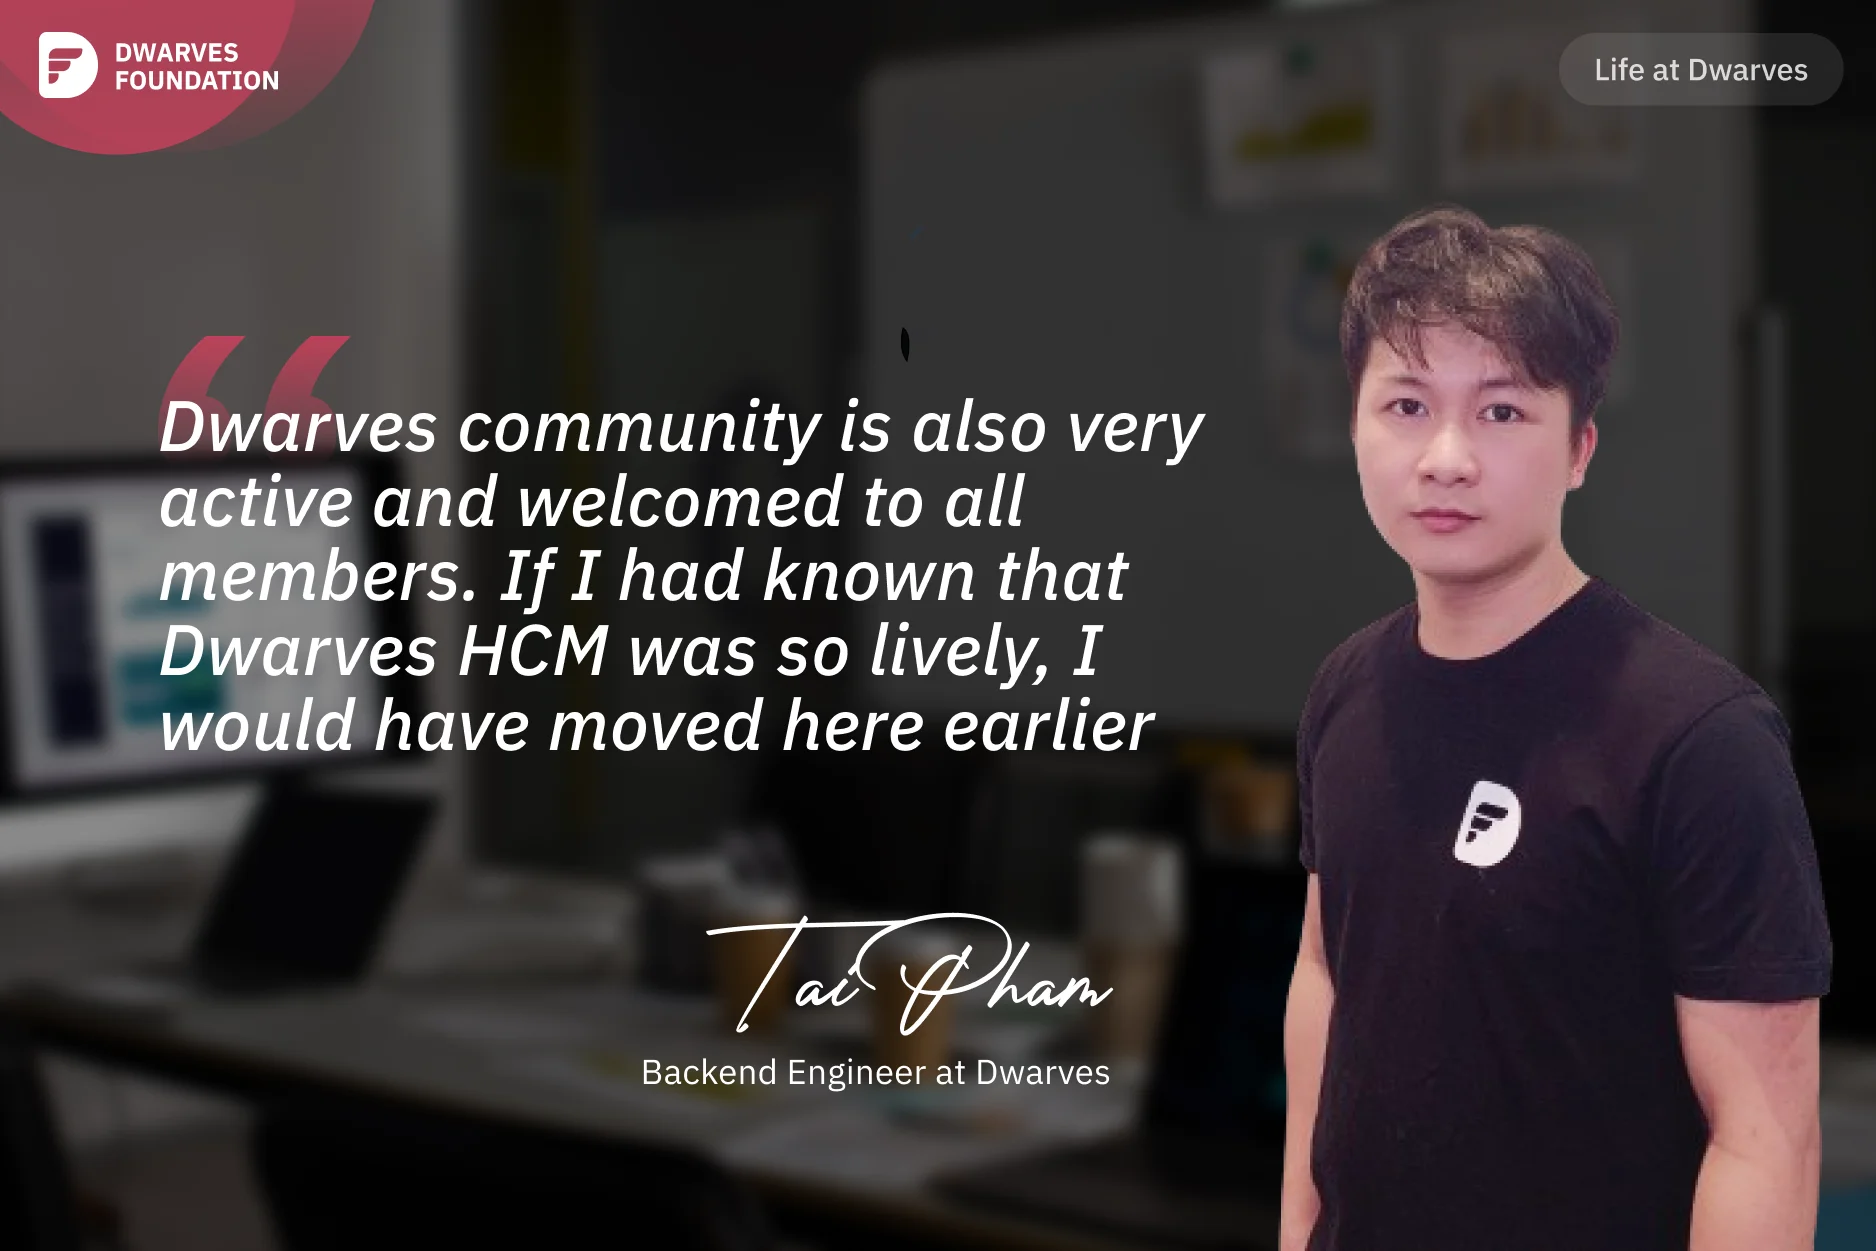 DWARVES
FOUNDATION
Life at Dwarves
“
Dwarves community is also very
active and welcomed to all
members. If I had known that
Dwarves HCM was so lively, I
would have moved here earlier
Tai Pham
Backend Engineer at Dwarves